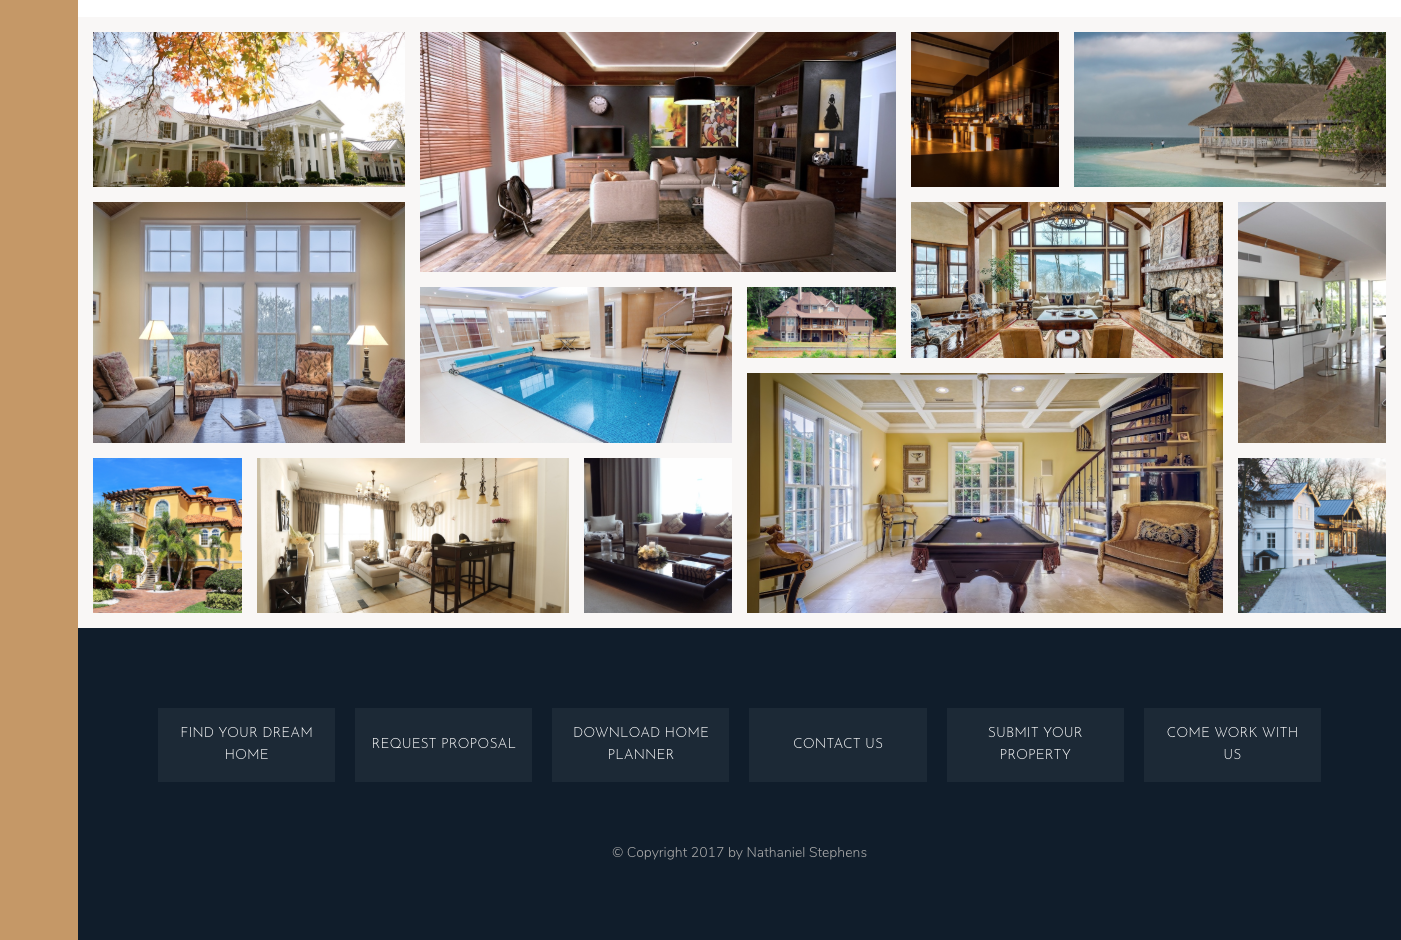 FIND YOUR DREAM
HOME
REQUEST PROPOSAL
DOWNLOAD HOME
PLANNER
CONTACT US
SUBMIT YOUR
PROPERTY
COME WORK WITH
US
© Copyright 2017 by Nathaniel Stephens